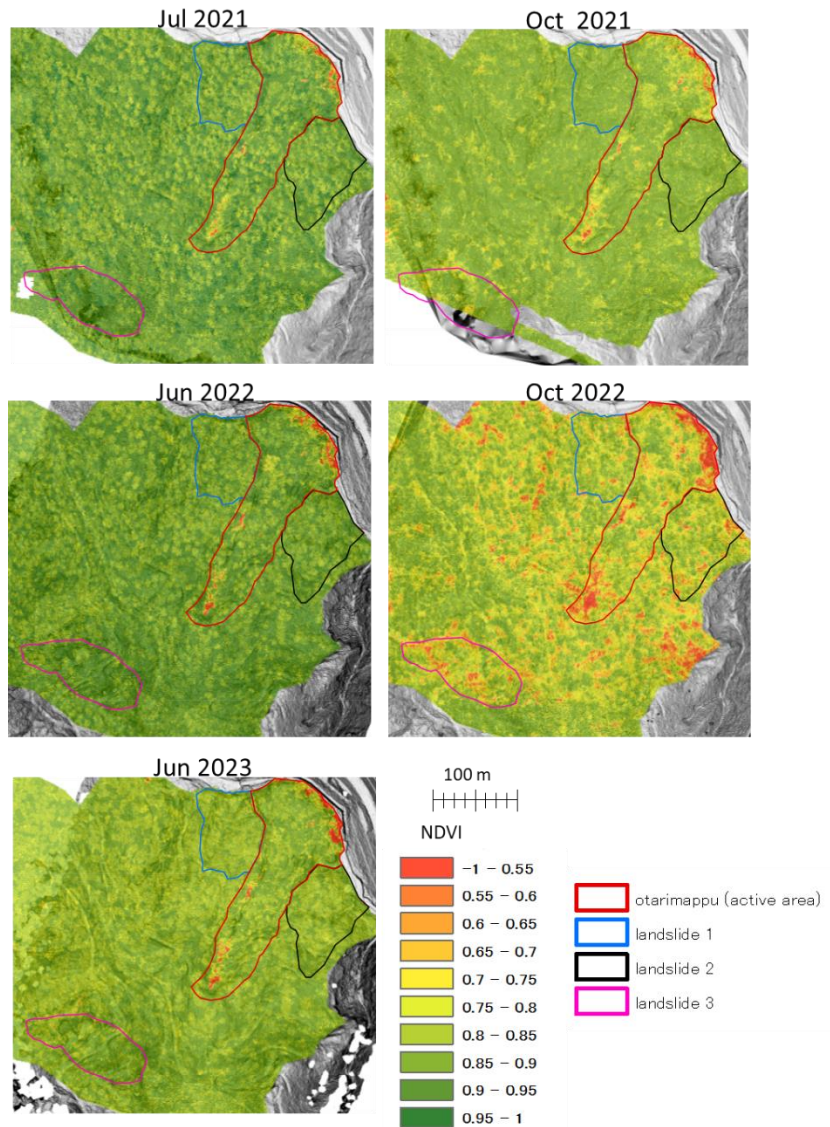 Jul 2021
Oct 2021
Jun 2022
Oct 2022
Jun 2023
100 m
NDVI
-1 - 0.55
0.55 - 0.6
0.6 - 0.65
0.65 - 0.7
0.7 - 0.75
0.75 - 0.8
0.8 - 0.85
0.85 - 0.9
0.9 - 0.95
0.95 - 1
otarimappu (active area)
landslide 1
landslide 2
landslide 3